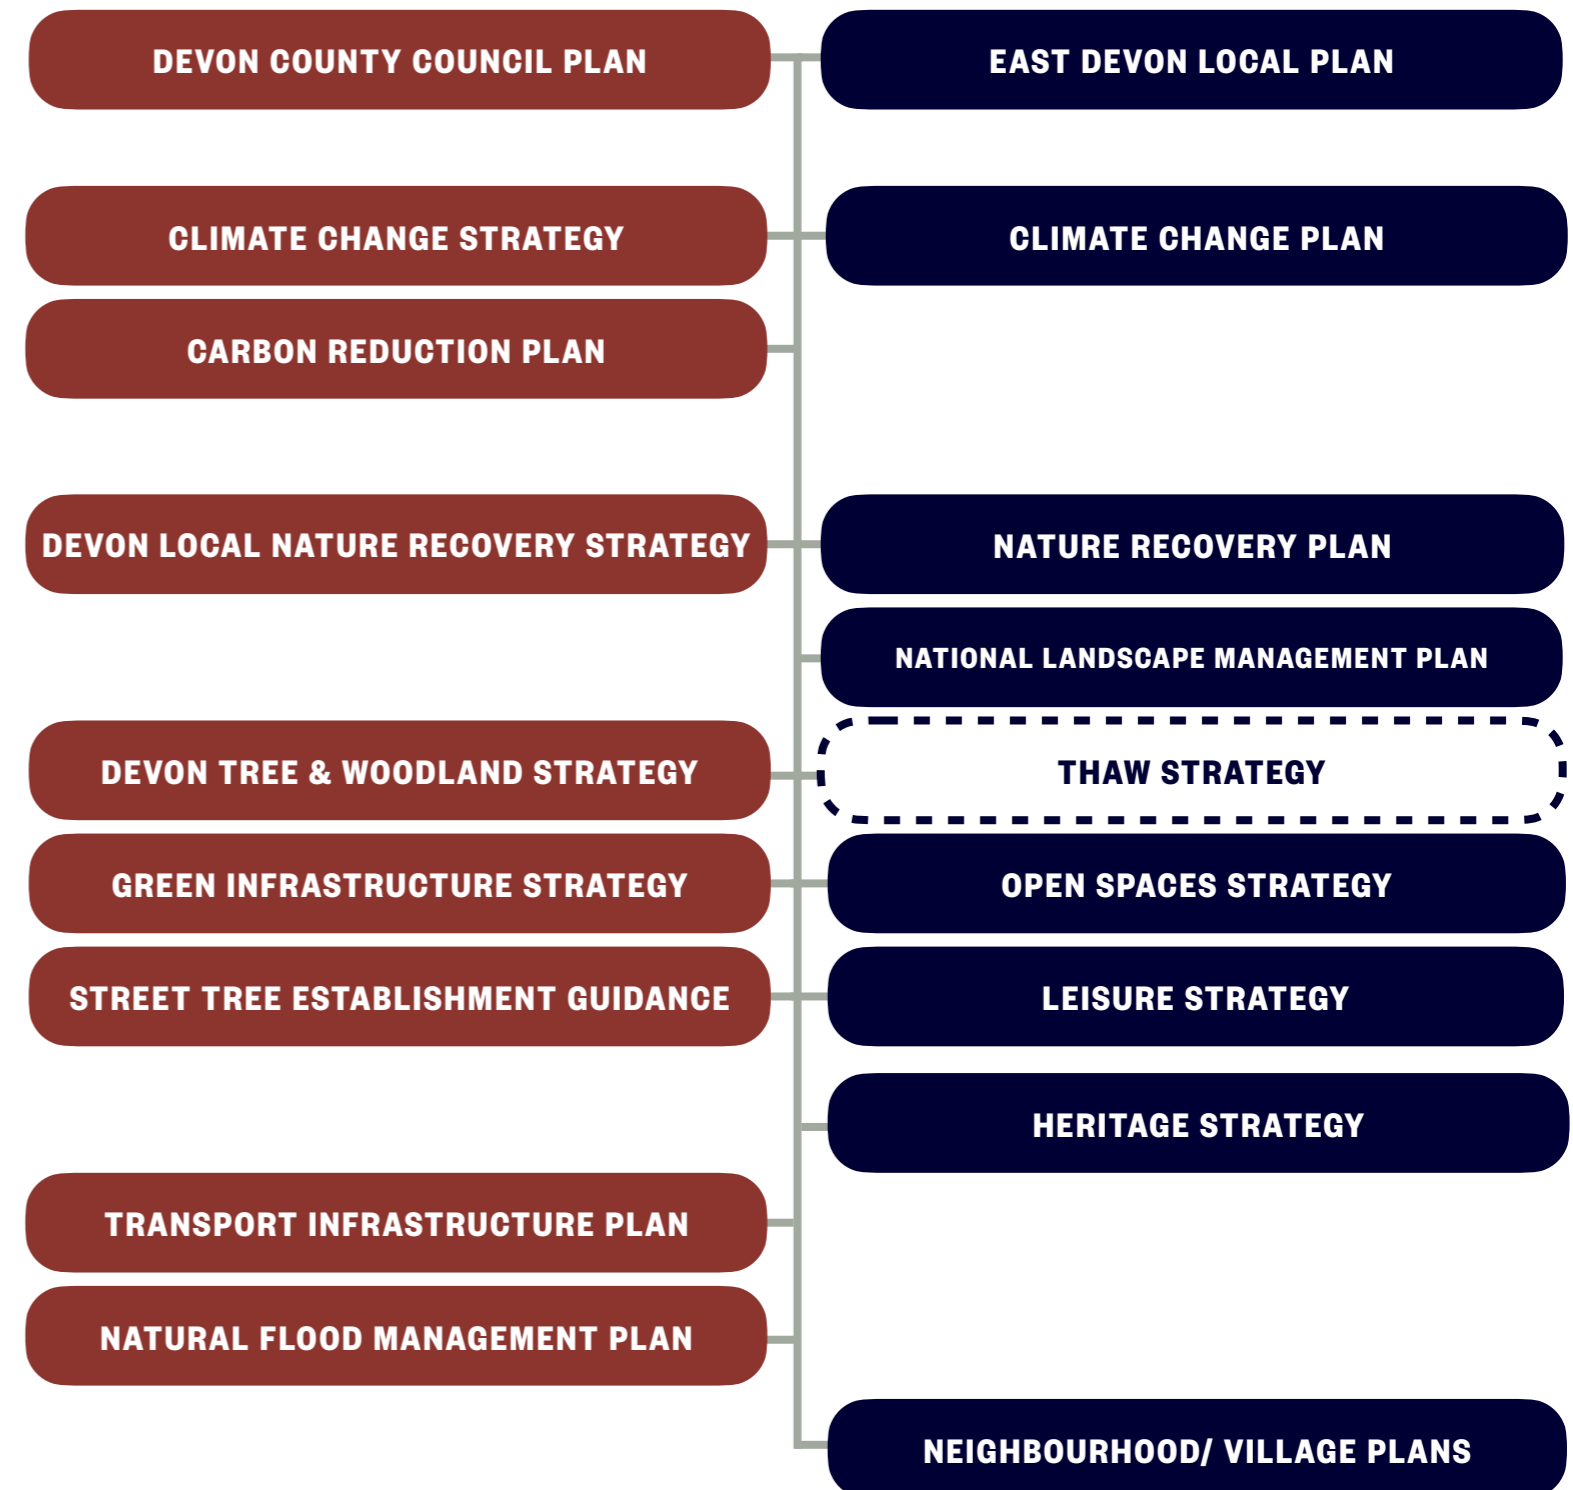 DEVON COUNTY COUNCIL PLAN
EAST DEVON LOCAL PLAN
CLIMATE CHANGE STRATEGY
CLIMATE CHANGE PLAN
CARBON REDUCTION PLAN
DEVON LOCAL NATURE RECOVERY STRATEGY
NATURE RECOVERY PLAN
NATIONAL LANDSCAPE MANAGEMENT PLAN
DEVON TREE & WOODLAND STRATEGY
THAW STRATEGY
GREEN INFRASTRUCTURE STRATEGY
OPEN SPACES STRATEGY
STREET TREE ESTABLISHMENT GUIDANCE
LEISURE STRATEGY
HERITAGE STRATEGY
TRANSPORT INFRASTRUCTURE PLAN
NATURAL FLOOD MANAGEMENT PLAN
NEIGHBOURHOOD/ VILLAGE PLANS